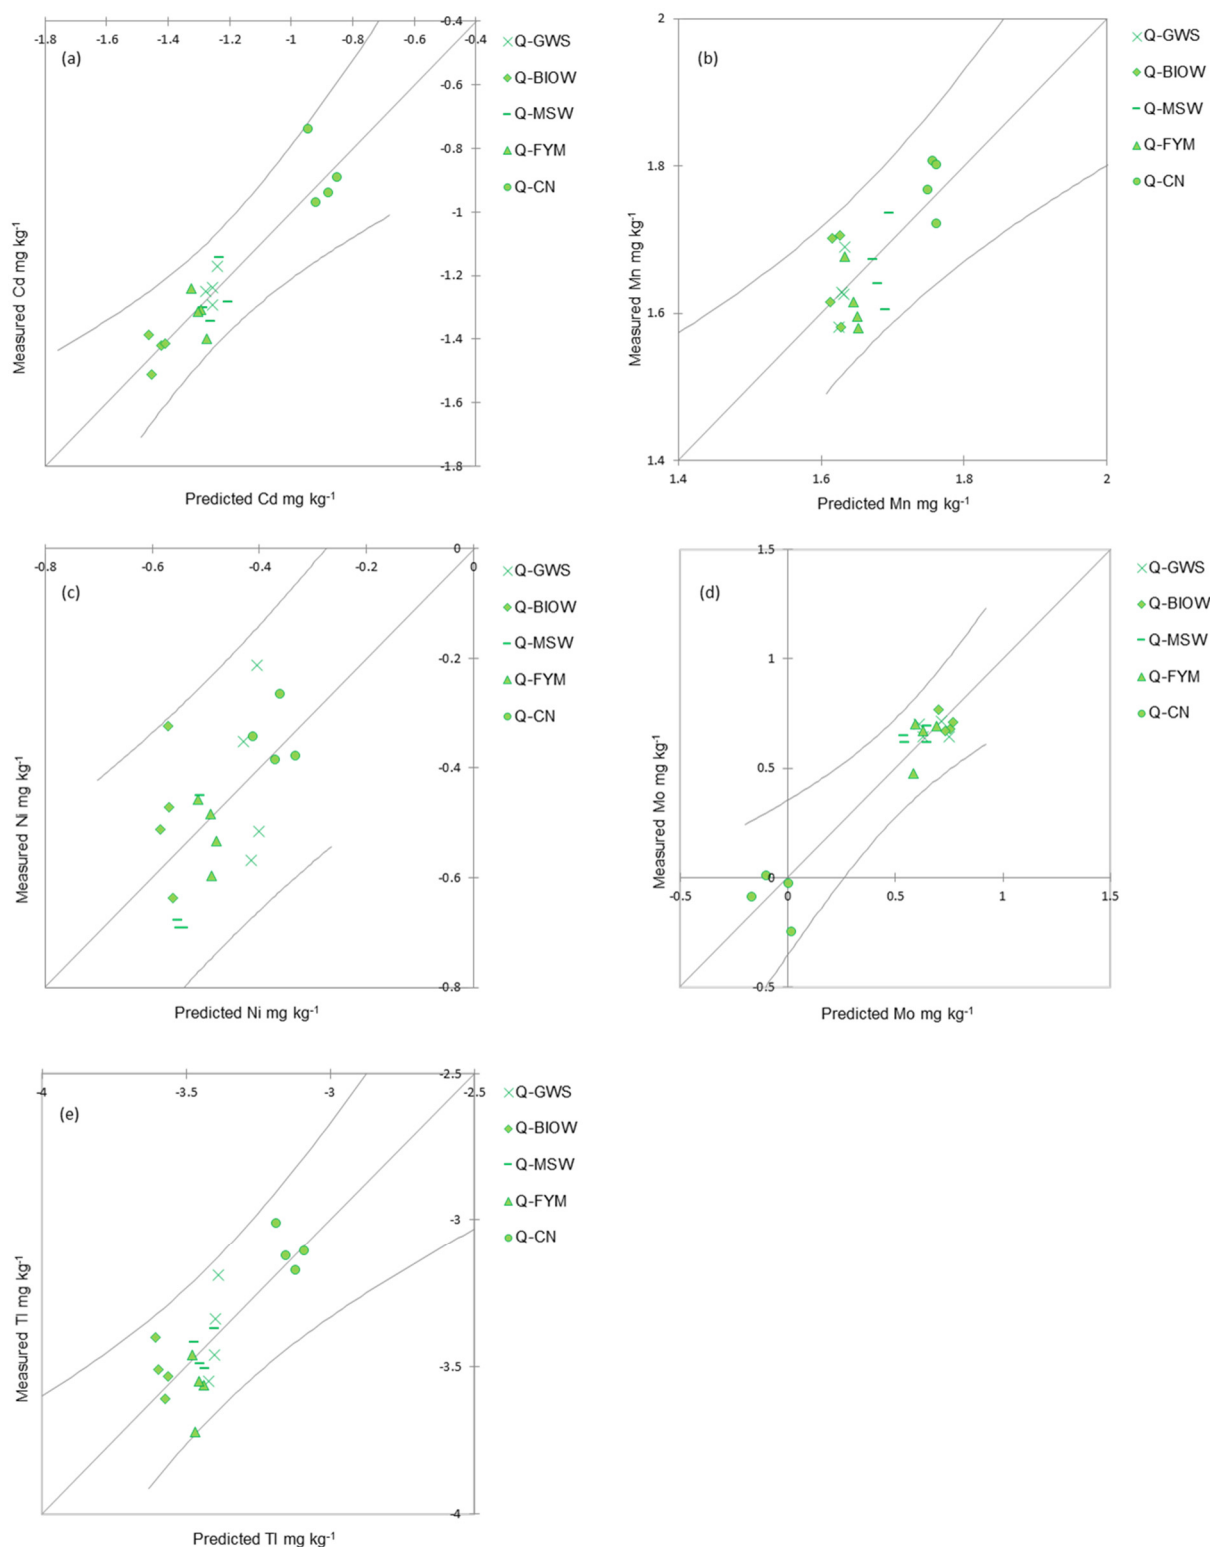 -1.8 -1.6 -1.4 -1.2 -1 -0.8 -0.6 -0.4
-0.4
-0.6
-0.8
-1
-1.2
-1.4
-1.6
-1.8
(a)
Measured Cd mg kg-1
Predicted Cd mg kg-1
Q-GWS
Q-BIOW
Q-MSW
Q-FYM
Q-CN
2
1.8
1.6
1.4
1.4 1.6 1.8 2
(b)
Measured Mn mg kg-1
Predicted Mn mg kg-1
Q-GWS
Q-BIOW
Q-MSW
Q-FYM
Q-CN
-0.8 -0.6 -0.4 -0.2 0
0
-0.2
-0.4
-0.6
-0.8
(c)
Measured Ni mg kg-1
Predicted Ni mg kg-1
Q-GWS
Q-BIOW
Q-MSW
Q-FYM
Q-CN
1.5
1
0.5
0
-0.5
-0.5 0 0.5 1 1.5
(d)
Measured Mo mg kg-1
Predicted Mo mg kg-1
Q-GWS
Q-BIOW
Q-MSW
Q-FYM
Q-CN
-4 -3.5 -3 -2.5
-2.5
-3
-3.5
-4
(e)
Measured Tl mg kg-1
Predicted Tl mg kg-1
Q-GWS
Q-BIOW
Q-MSW
Q-FYM
Q-CN